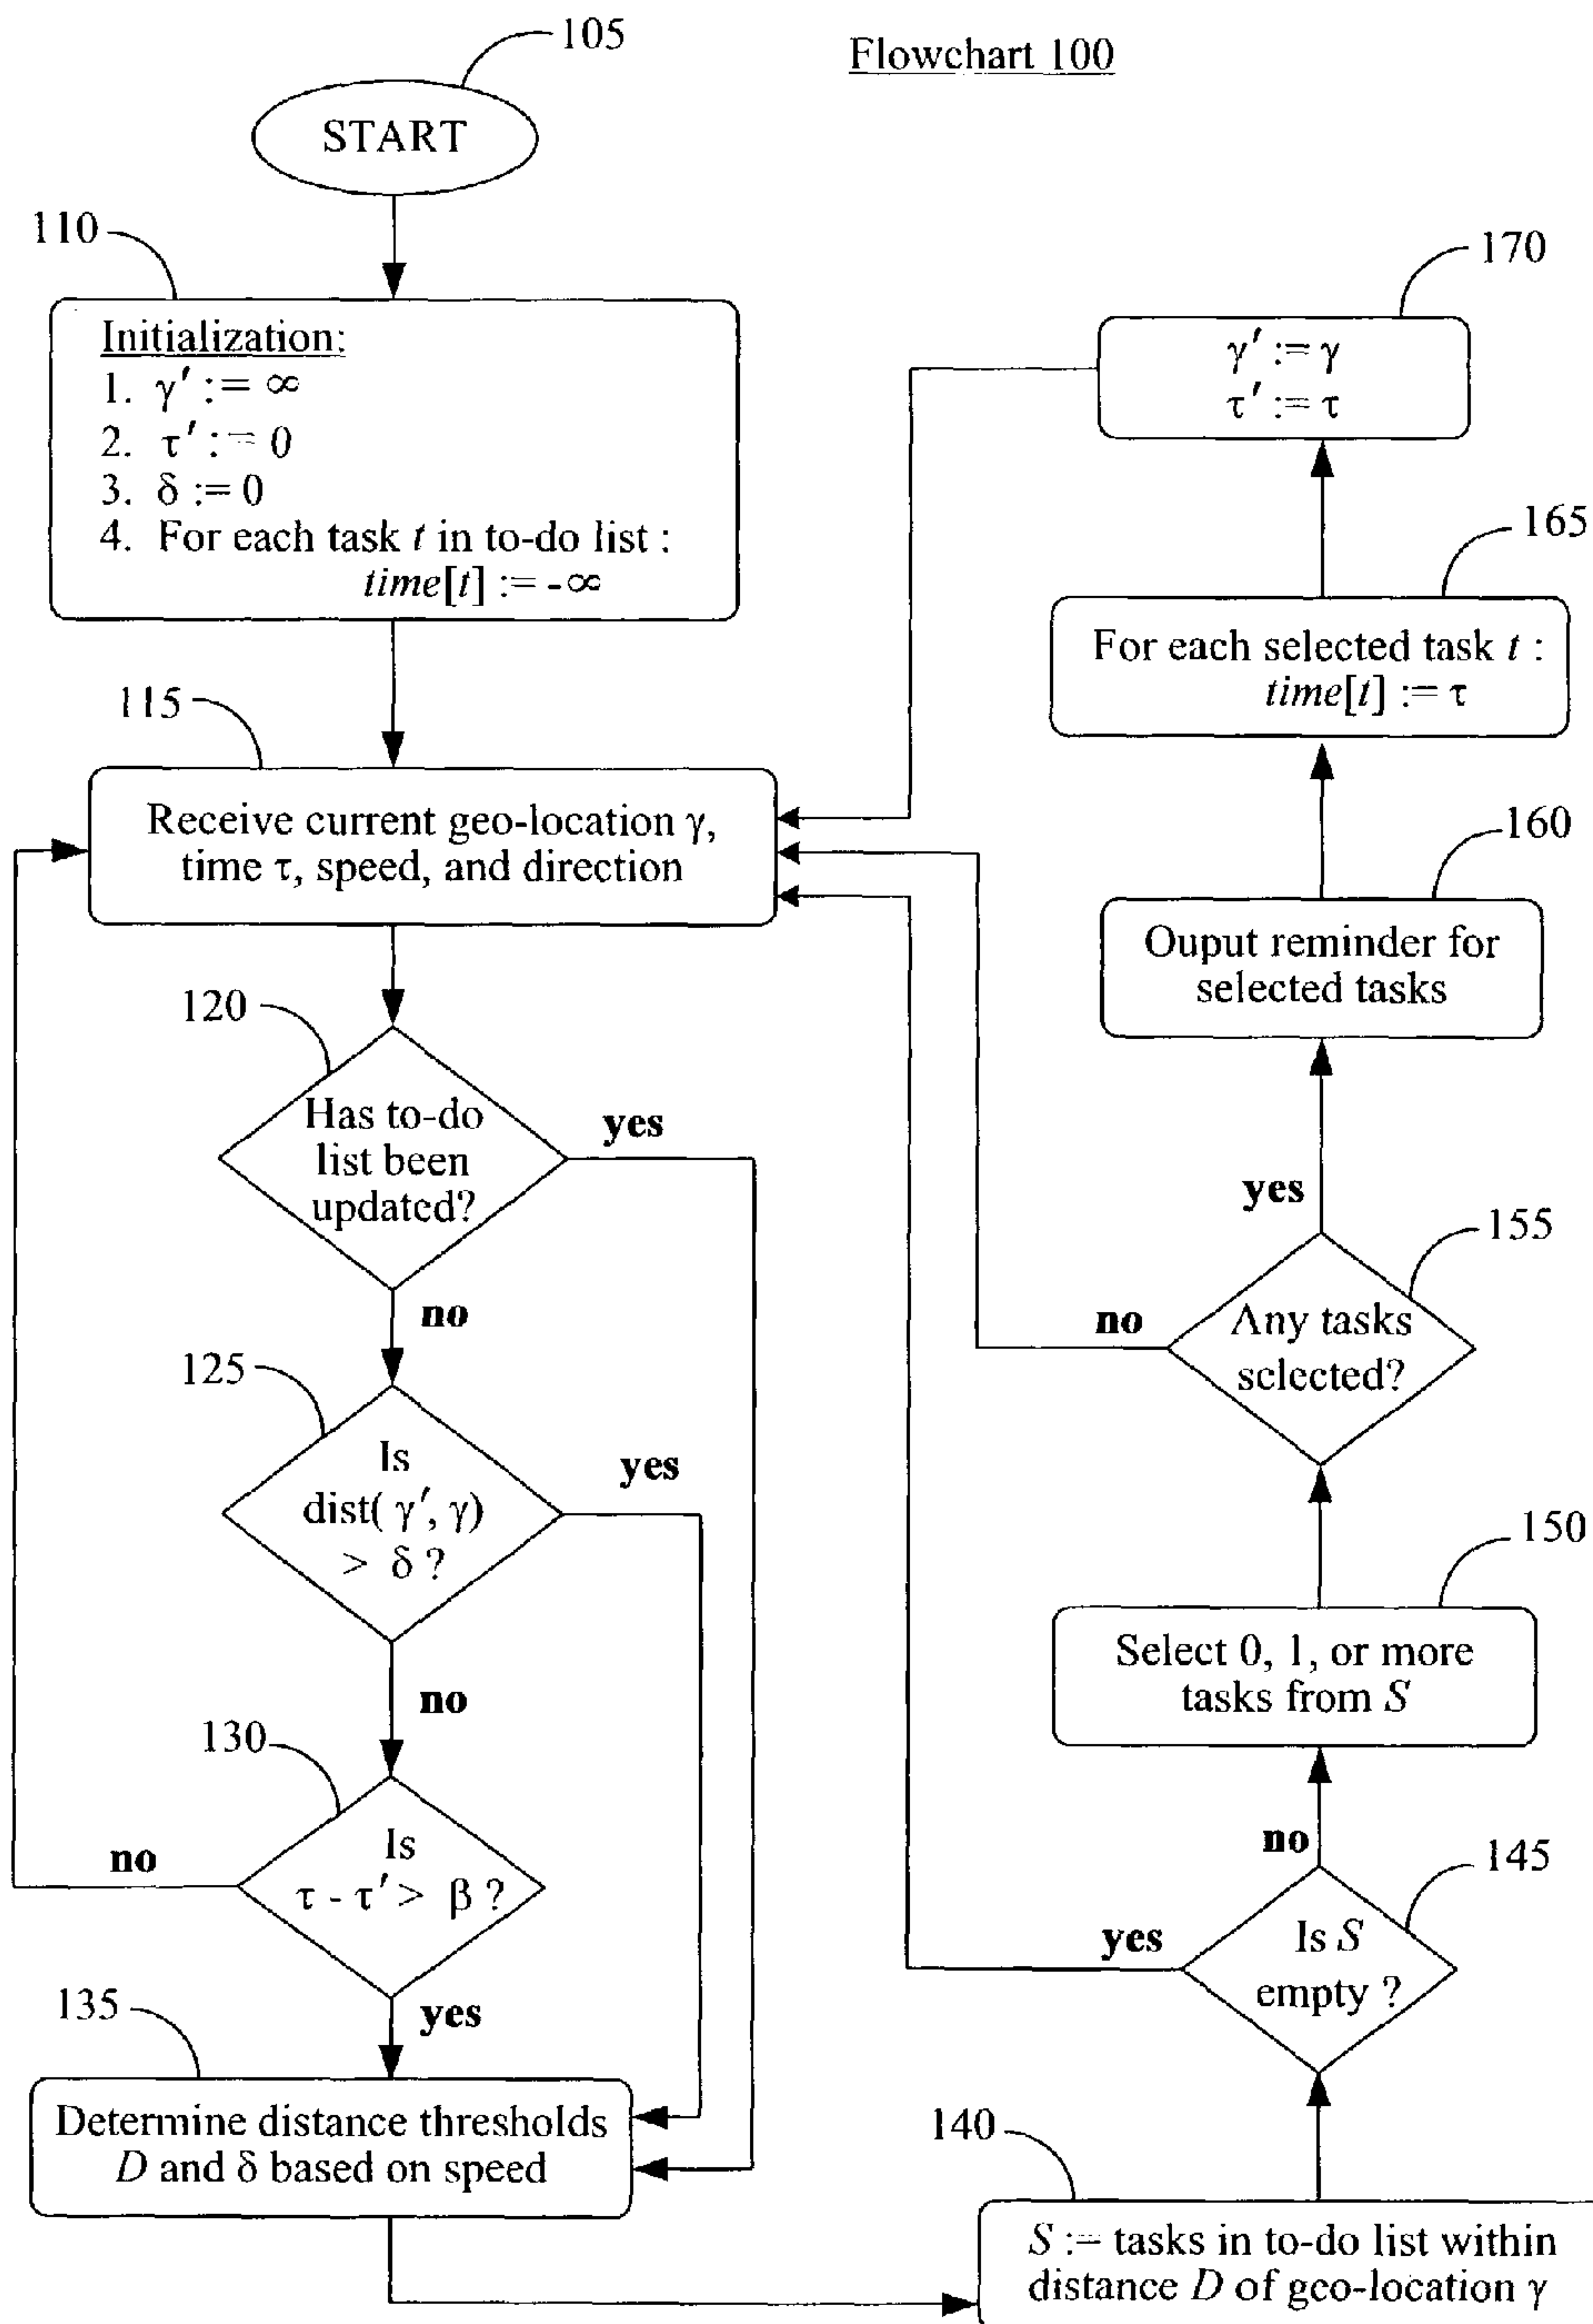 Flowchart 100
105
START
110
Initialization:
1. γ′ := ∞
2. τ′ := 0
3. δ := 0
4. For each task t in to-do list :
time[t] := -∞
115
Receive current geo-location γ,
time τ, speed, and direction
120
Has to-do
list been
updated?
yes
no
125
Is
dist( γ′, γ)
> δ ?
yes
no
130
Is
τ - τ′ > β ?
no
yes
135
Determine distance thresholds
D and δ based on speed
140
S := tasks in to-do list within
distance D of geo-location γ
145
Is S
empty ?
yes
no
150
Select 0, 1, or more
tasks from S
155
Any tasks
selected?
no
yes
160
Ouput reminder for
selected tasks
165
For each selected task t :
time[t] := τ
170
γ′ := γ
τ′ := τ